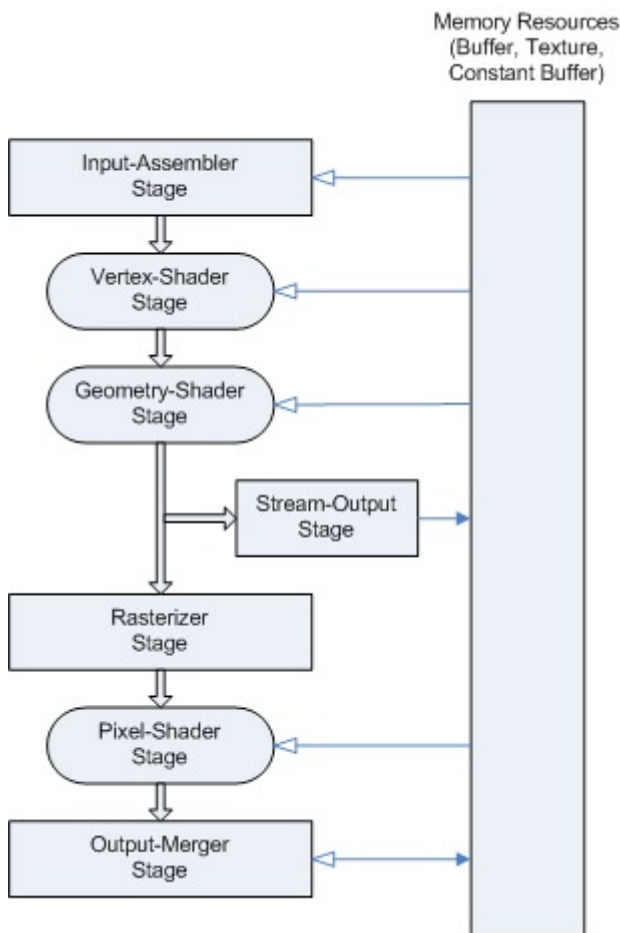 Memory Resources
(Buffer, Texture,
Constant Buffer)
Input-Assembler
Stage
Vertex-Shader
Stage
Geometry-Shader
Stage
Stream-Output
Stage
Rasterizer
Stage
Pixel-Shader
Stage
Output-Merger
Stage